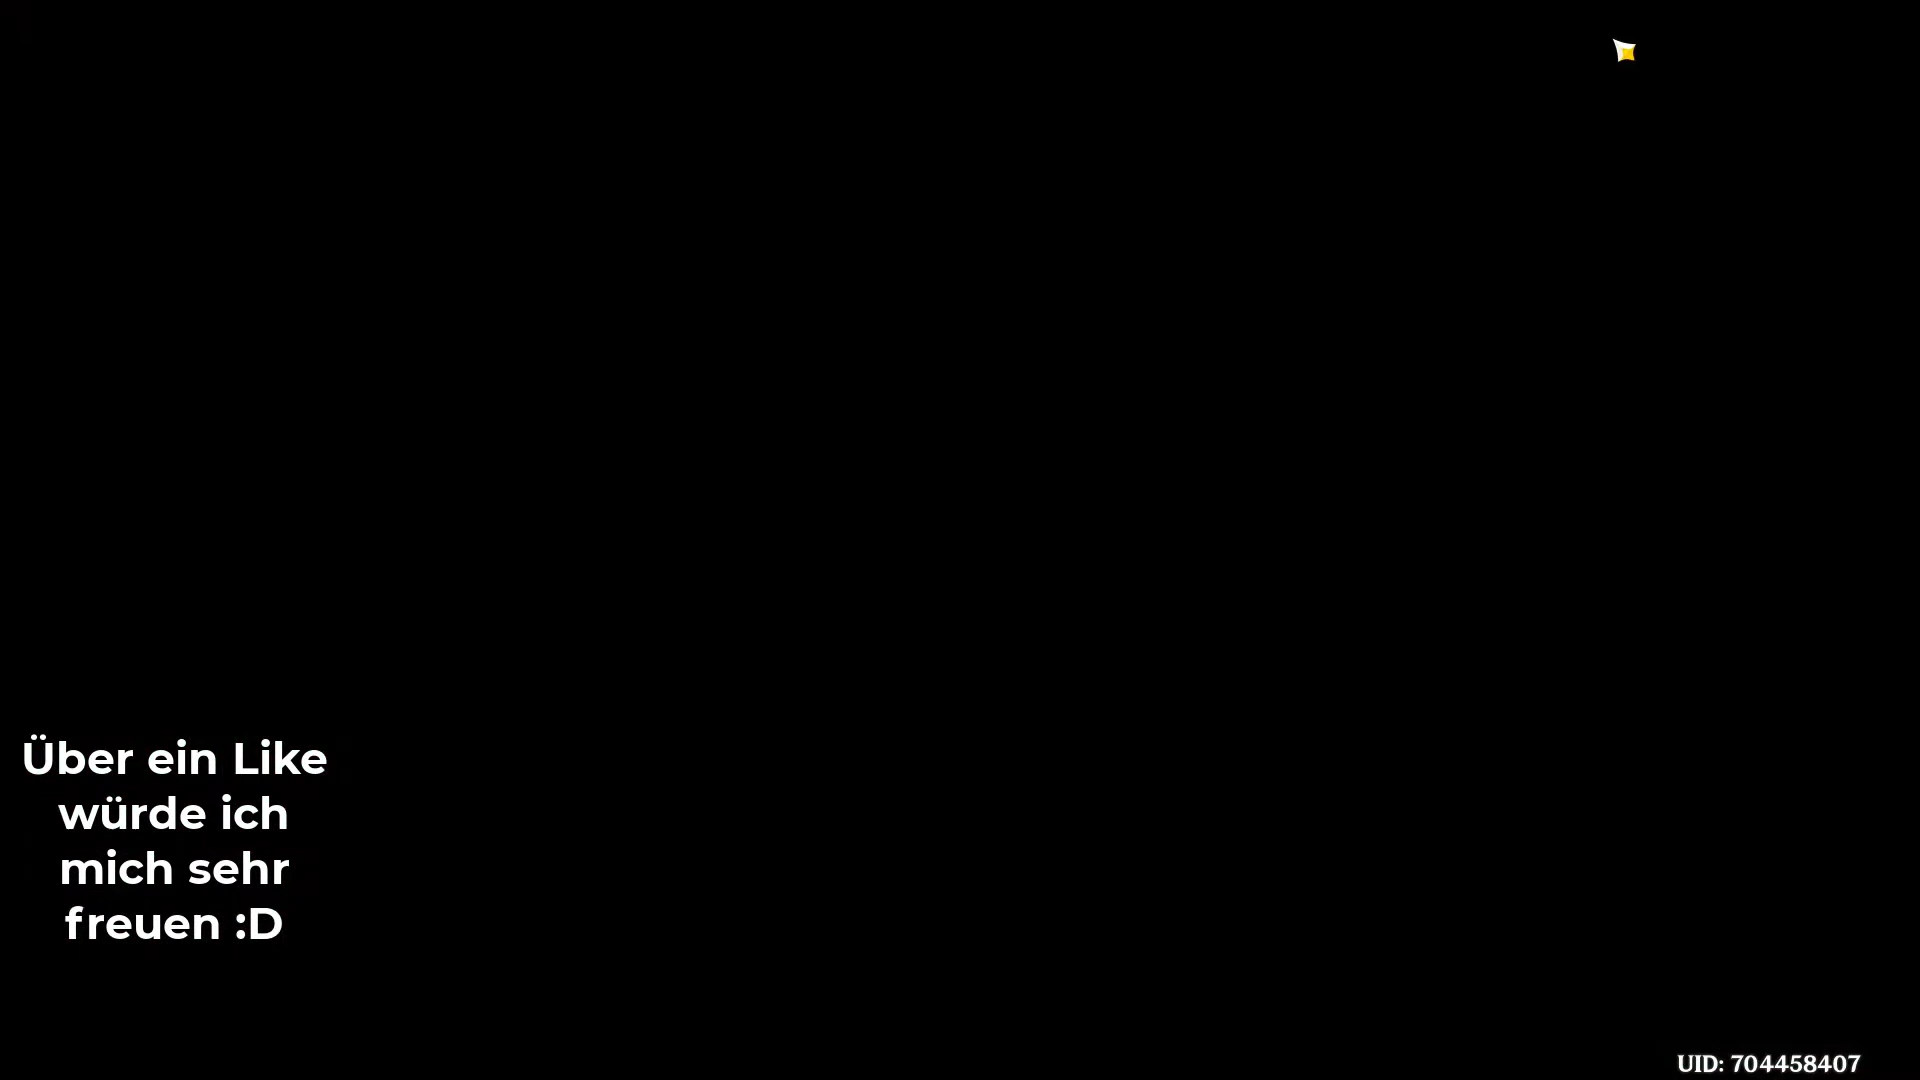 Über ein Like
würde ich
mich sehr
freuen :D
UID: 704458407